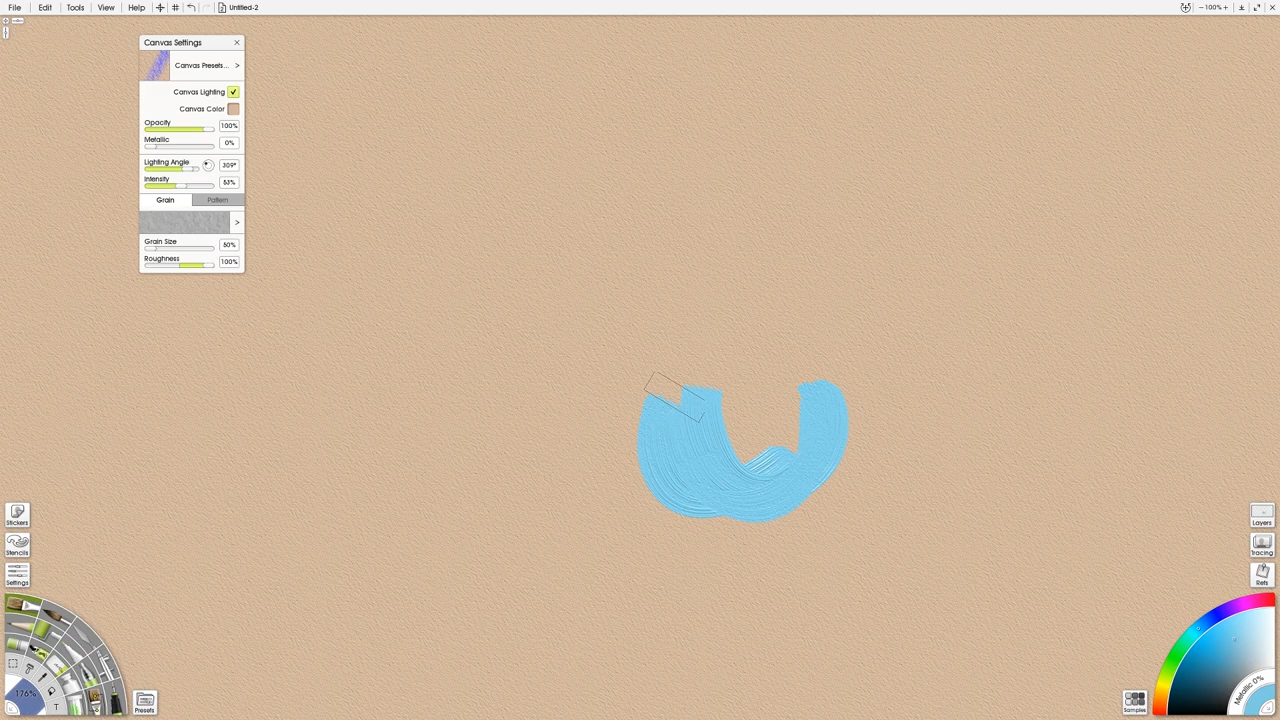 File Edit Tools View Help Untitled-2 − 100% +
Canvas Settings
Canvas Presets... >
Canvas Lighting
Canvas Color
Opacity 100%
Metallic 0%
Lighting Angle 309°
Intensity 53%
Grain Pattern
>
Grain Size 50%
Roughness 100%
Stickers
Stencils
Settings
176%
T
Presets
Layers
Tracing
Refs
Metallic 0%
Samples